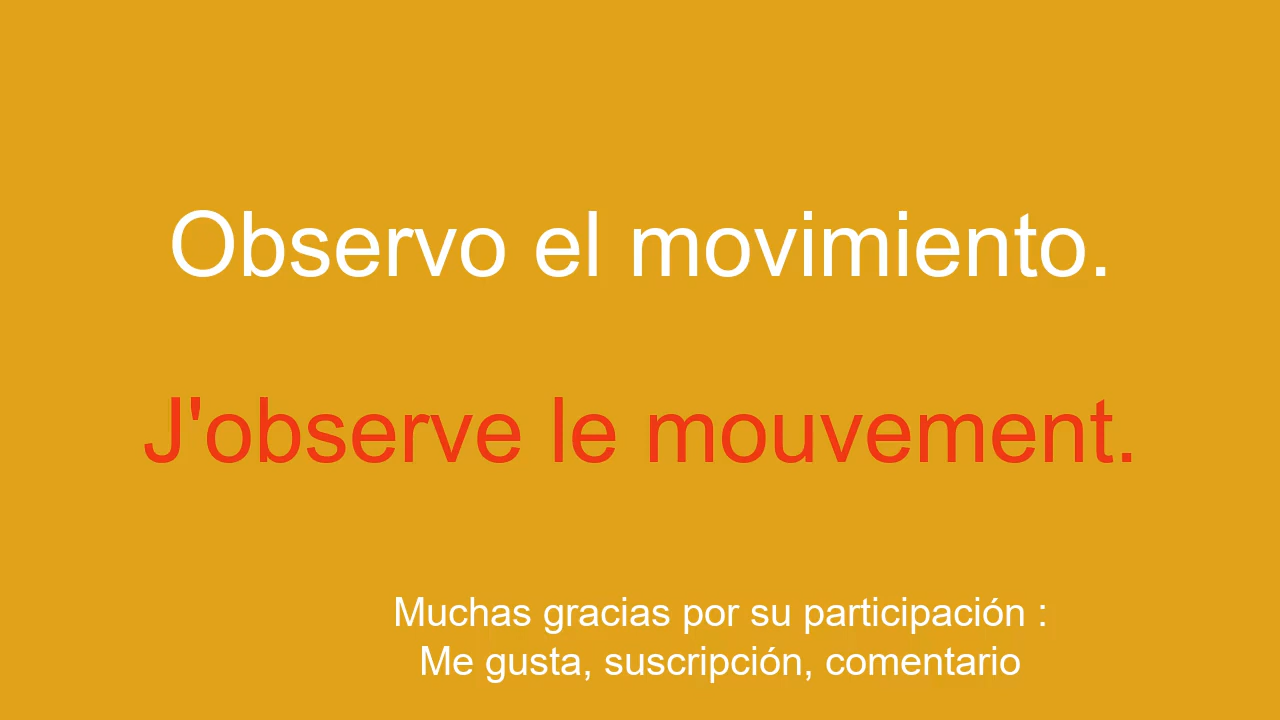 Observo el movimiento.
J'observe le mouvement.
Muchas gracias por su participación :
Me gusta, suscripción, comentario